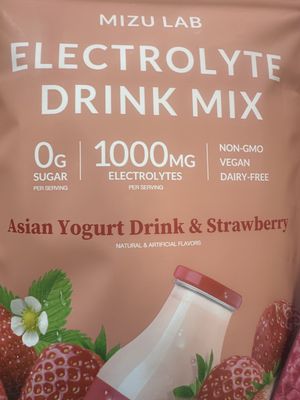 MIZU LAB
ELECTROLYTE
DRINK MIX
0G
SUGAR
PER SERVING
1000MG
ELECTROLYTES
PER SERVING
NON-GMO
VEGAN
DAIRY-FREE
Asian Yogurt Drink & Strawberry
NATURAL & ARTIFICIAL FLAVORS